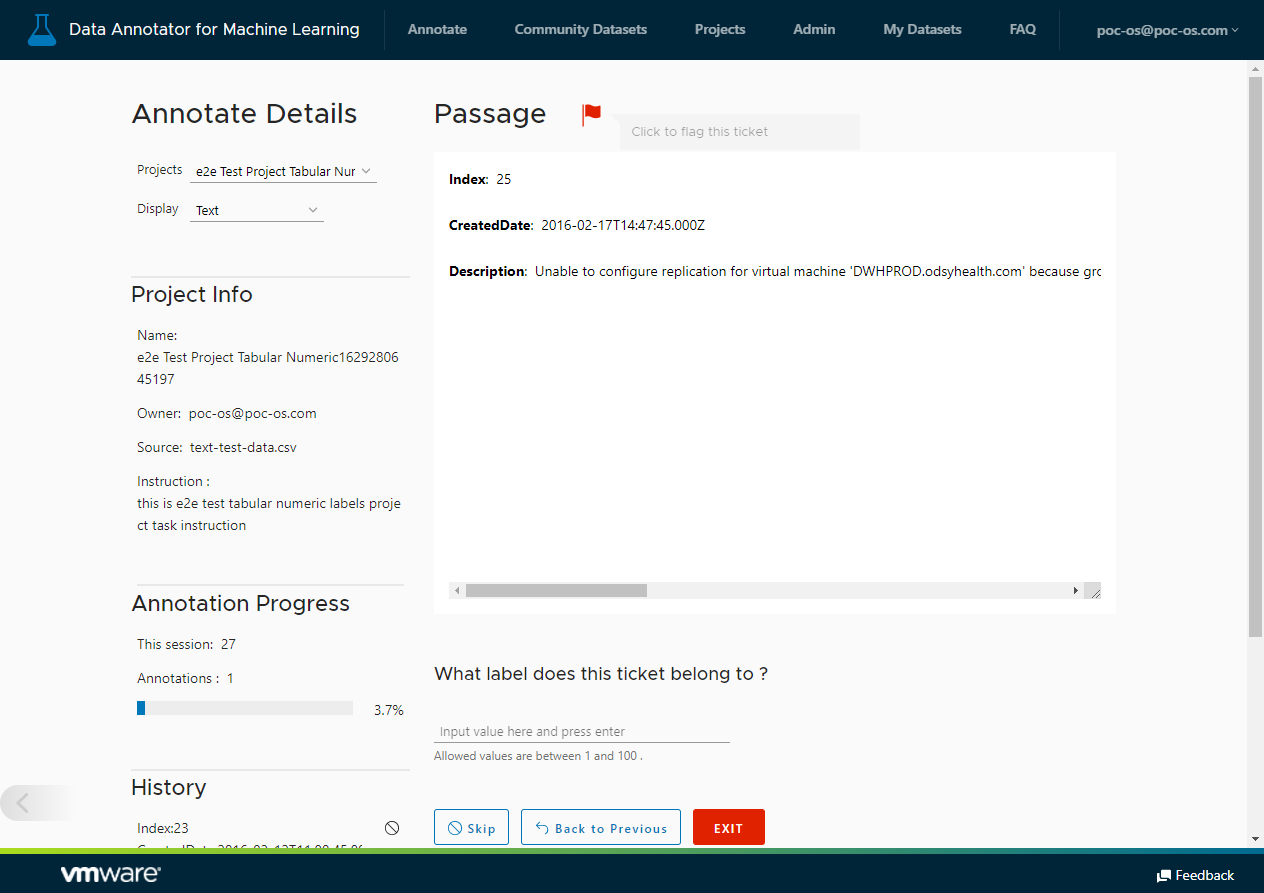 Data Annotator for Machine Learning
Annotate
Community Datasets
Projects
Admin
My Datasets
FAQ
poc-os@poc-os.com
Annotate Details
Projects
e2e Test Project Tabular Nur
Display
Text
Project Info
Name:
e2e Test Project Tabular Numeric16292806
45197
Owner: poc-os@poc-os.com
Source: text-test-data.csv
Instruction :
this is e2e test tabular numeric labels proje
ct task instruction
Annotation Progress
This session: 27
Annotations : 1
3.7%
History
Index:23
Passage
Click to flag this ticket
Index: 25
CreatedDate: 2016-02-17T14:47:45.000Z
Description: Unable to configure replication for virtual machine 'DWHPROD.odsyhealth.com' because grc
What label does this ticket belong to ?
Input value here and press enter
Allowed values are between 1 and 100 .
Skip
Back to Previous
EXIT
vmware
Feedback